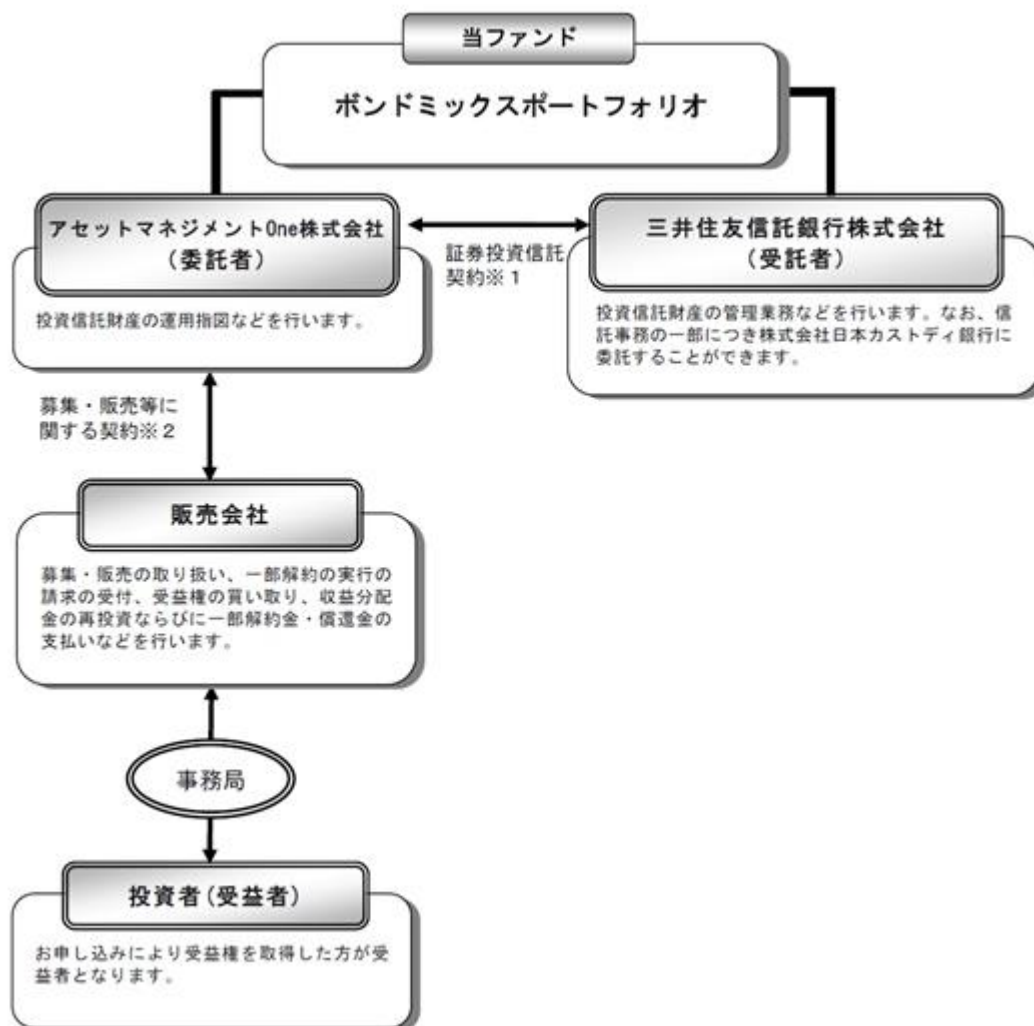 当ファンド
ボンドミックスポートフォリオ
アセットマネジメントOne株式会社
(委託者)
投資信託財産の運用指図などを行います。
証券投資信託
契約※1
三井住友信託銀行株式会社
(受託者)
投資信託財産の管理業務などを行います。なお、信
託事務の一部につき株式会社日本カストディ銀行に
委託することができます。
募集・販売等に
関する契約※2
販売会社
募集・販売の取り扱い、一部解約の実行の
請求の受付、受益権の買い取り、収益分配
金の再投資ならびに一部解約金・償還金の
支払いなどを行います。
事務局
投資者(受益者)
お申し込みにより受益権を取得した方が受
益者となります。